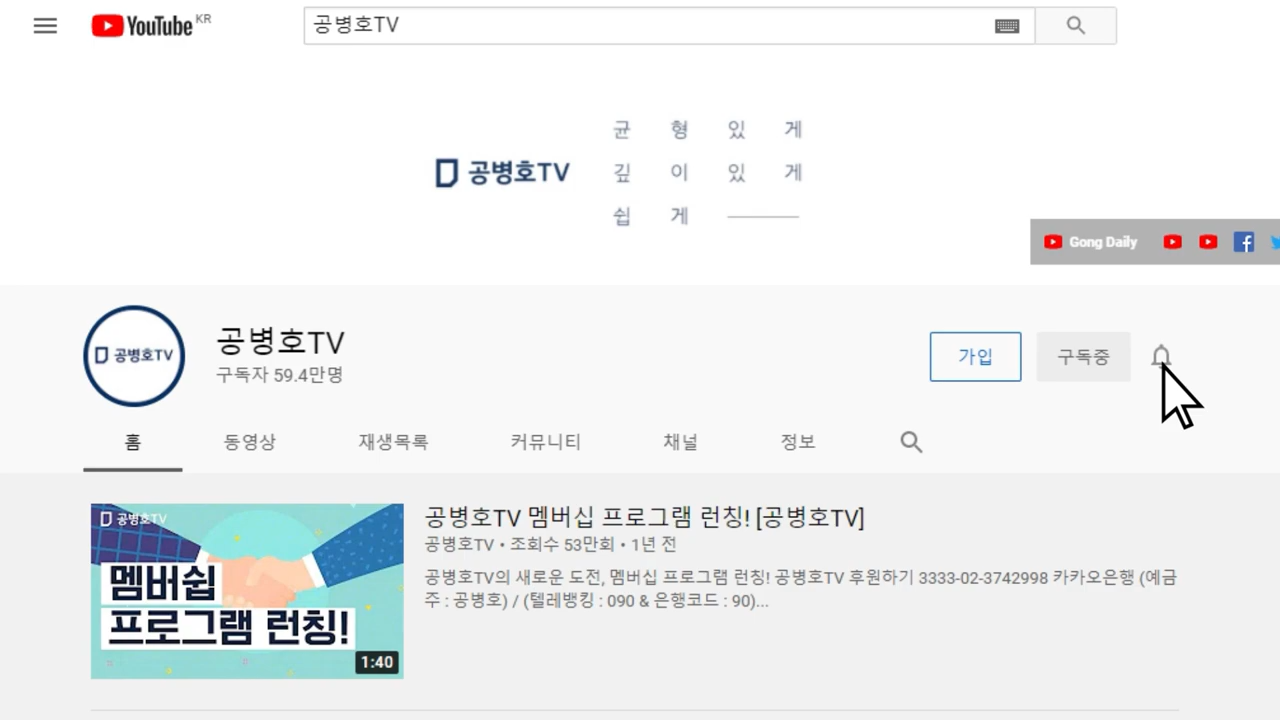 YouTube KR
공병호TV
균형있게
공병호TV
깊이있게
쉽게
Gong Daily
공병호TV
공병호TV
구독자 59.4만명
가입
구독중
홈
동영상
재생목록
커뮤니티
채널
정보
공병호TV
멤버쉽
프로그램 런칭!
1:40
공병호TV 멤버십 프로그램 런칭! [공병호TV]
공병호TV • 조회수 53만회 • 1년 전
공병호TV의 새로운 도전, 멤버십 프로그램 런칭! 공병호TV 후원하기 3333-02-3742998 카카오은행 (예금
주 : 공병호) / (텔레뱅킹 : 090 & 은행코드 : 90)...